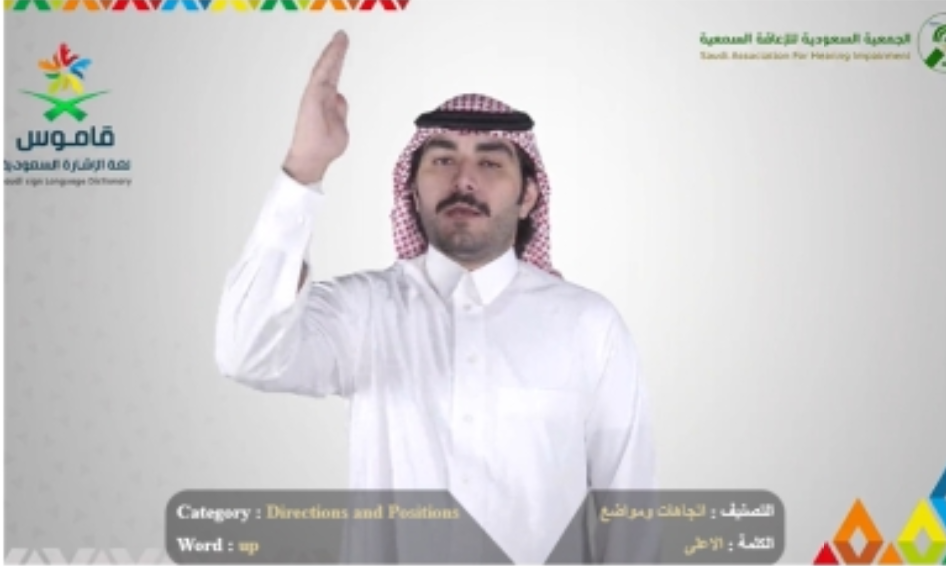 الجمعية السعودية للإعاقة السمعية
Saudi Association For Hearing Impairment
قاموس
لغة الإشارة السعودية
Saudi sign Language Dictionary
Category : Directions and Positions
التصنيف : اتجاهات ومواضع
Word : up
الكلمة : الاعلى